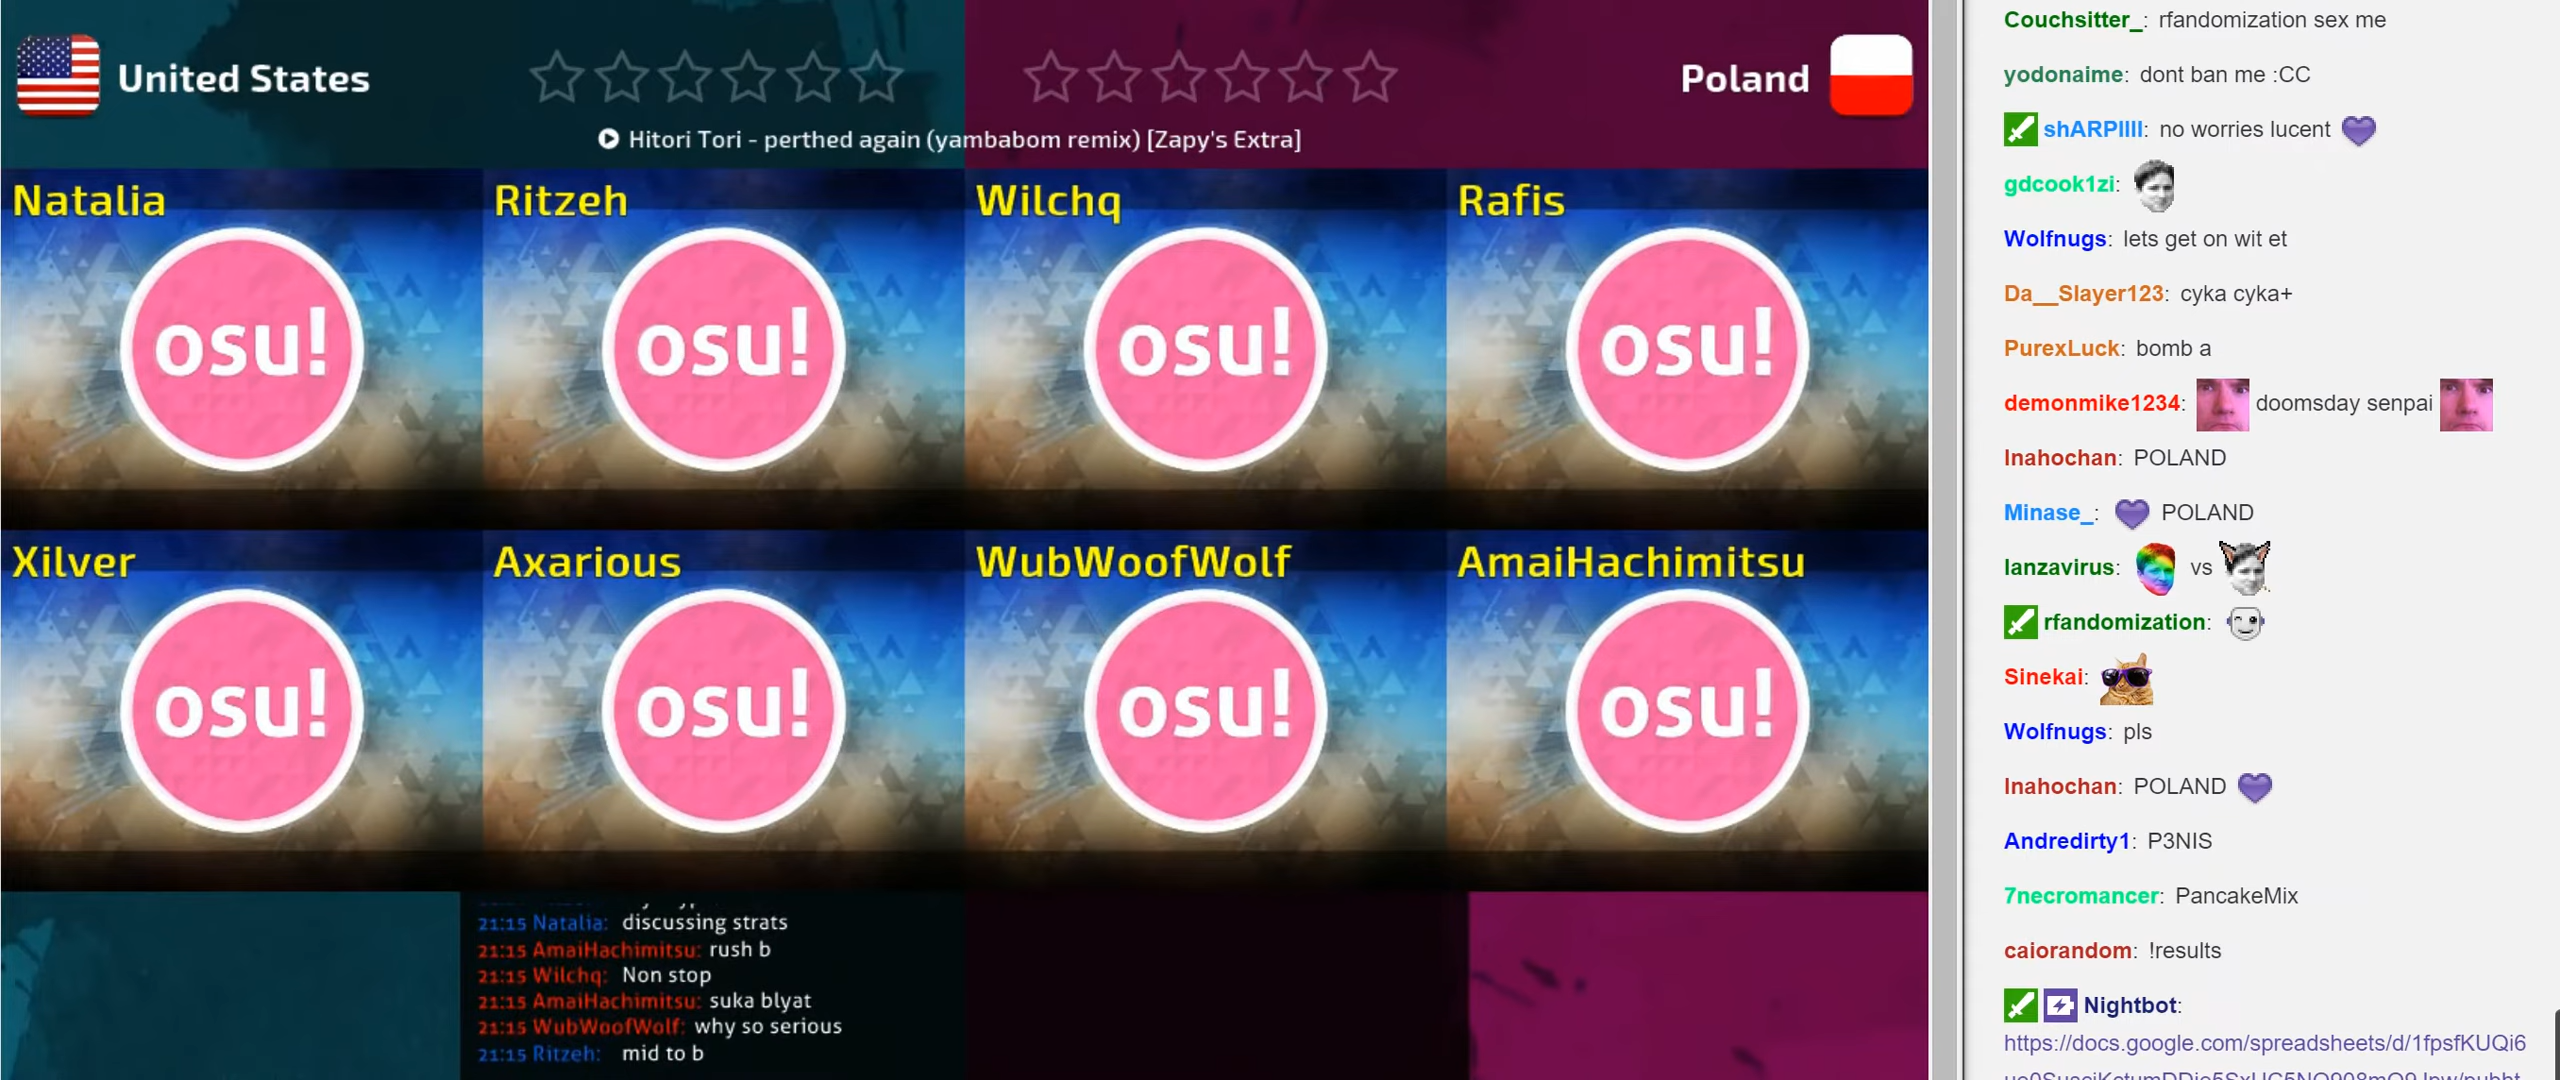 United States
Poland
Hitori Tori - perthed again (yambabom remix) [Zapy's Extra]
Natalia
Ritzeh
Wilchq
Rafis
osu!
osu!
osu!
osu!
Xilver
Axarious
WubWoofWolf
AmaiHachimitsu
osu!
osu!
osu!
osu!
21:15 Natalia: discussing strats
21:15 AmaiHachimitsu: rush b
21:15 Wilchq: Non stop
21:15 AmaiHachimitsu: suka blyat
21:15 WubWoofWolf: why so serious
21:15 Ritzeh: mid to b
Couchsitter_: rfandomization sex me
yodonaime: dont ban me :CC
shARPIIII: no worries lucent
gdcook1zi:
Wolfnugs: lets get on wit et
Da__Slayer123: cyka cyka+
PurexLuck: bomb a
demonmike1234: doomsday senpai
Inahochan: POLAND
Minase_: POLAND
lanzavirus: vs
rfandomization:
Sinekai:
Wolfnugs: pls
Inahochan: POLAND
Andredirty1: P3NIS
7necromancer: PancakeMix
caiorandom: !results
Nightbot:
https://docs.google.com/spreadsheets/d/1fpsfKUQi6